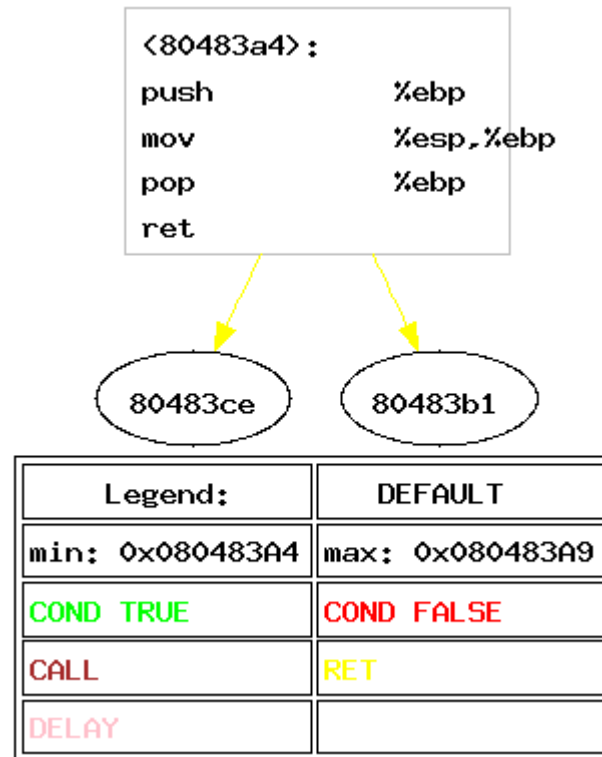 <80483a4>:
push %ebp
mov %esp,%ebp
pop %ebp
ret
80483ce 80483b1
Legend: DEFAULT
min: 0x080483A4 max: 0x080483A9
COND TRUE COND FALSE
CALL RET
DELAY